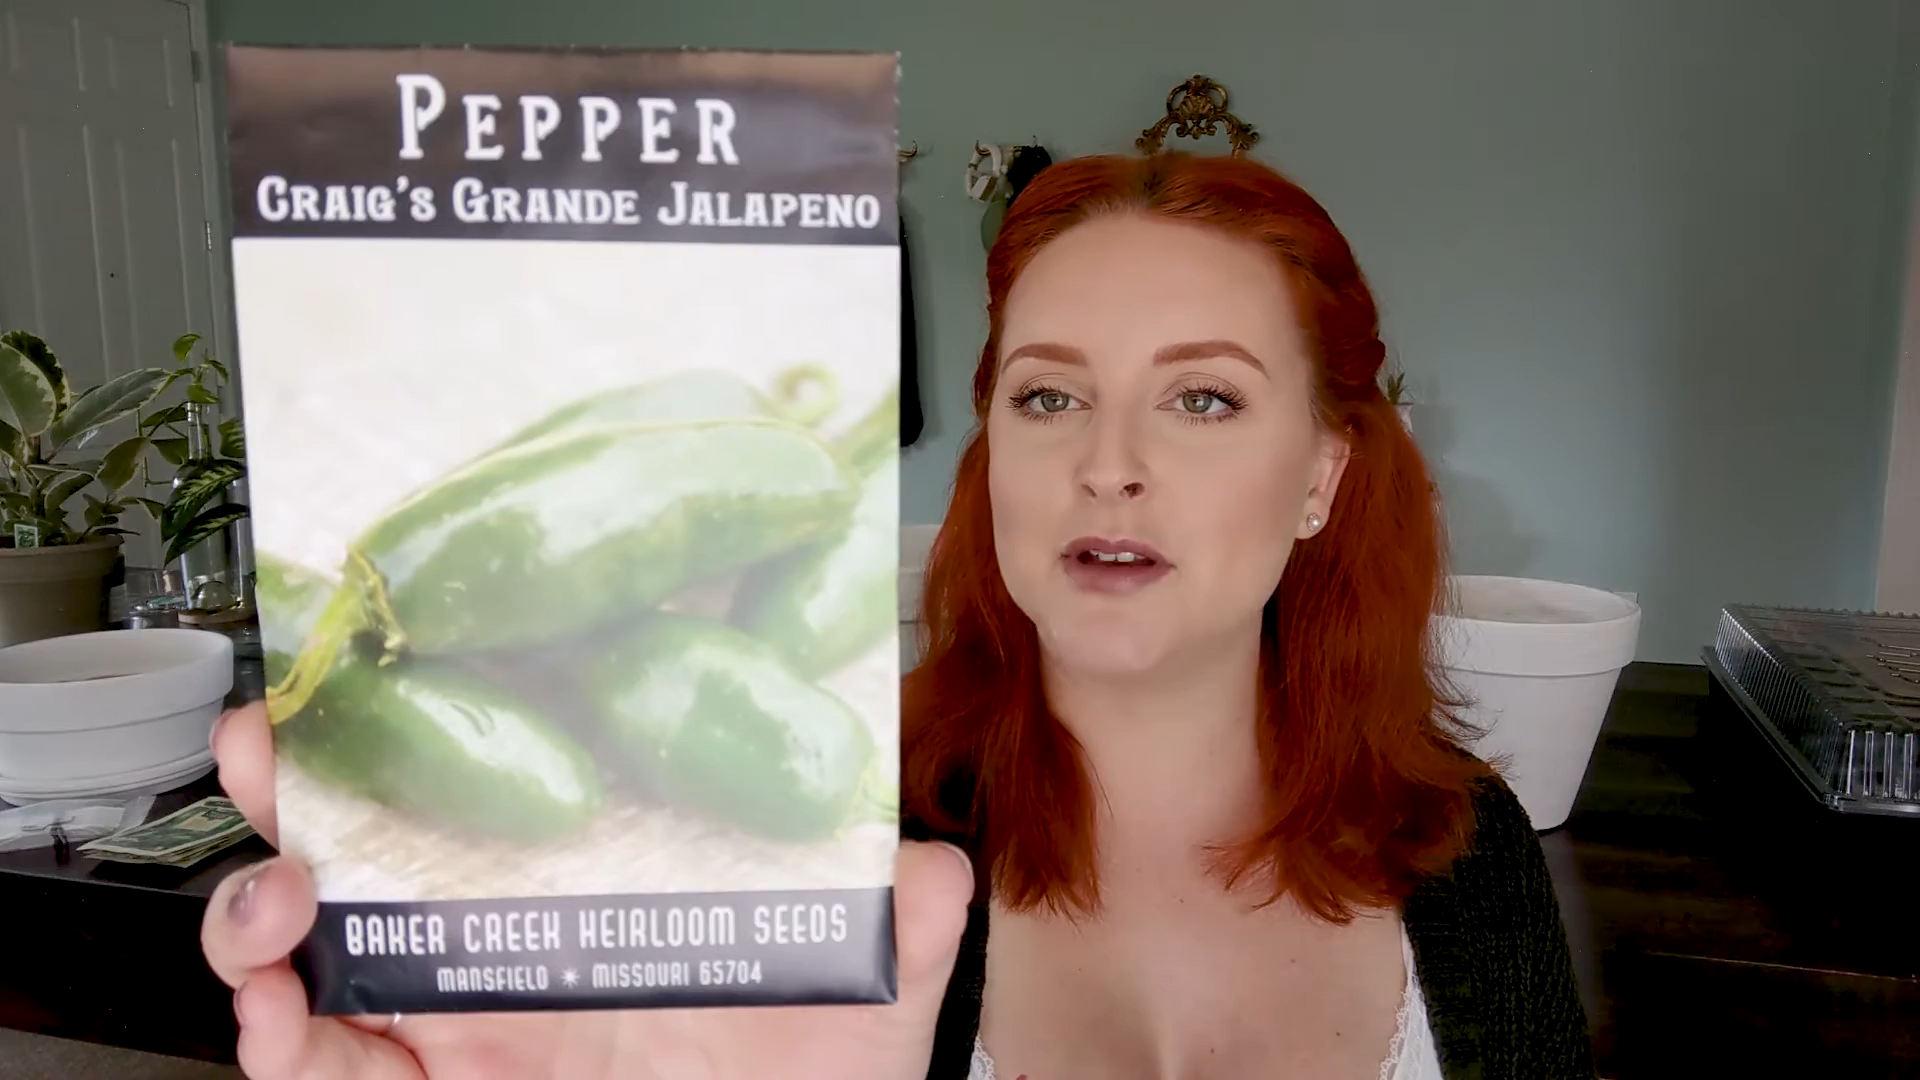 PEPPER
CRAIG'S GRANDE JALAPENO
BAKER CREEK HEIRLOOM SEEDS
MANSFIELD ✷ MISSOURI 65704